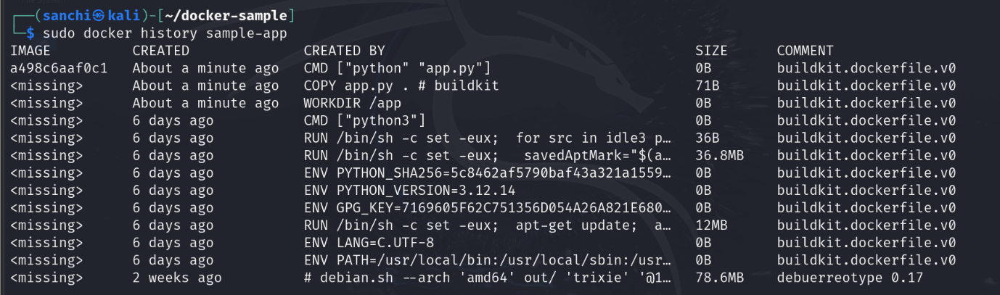 (sanchi㉿kali)-[~/docker-sample]
$ sudo docker history sample-app
IMAGE CREATED CREATED BY SIZE COMMENT
a498c6aaf0c1 About a minute ago CMD ["python" "app.py"] 0B buildkit.dockerfile.v0
<missing> About a minute ago COPY app.py . # buildkit 71B buildkit.dockerfile.v0
<missing> About a minute ago WORKDIR /app 0B buildkit.dockerfile.v0
<missing> 6 days ago CMD ["python3"] 0B buildkit.dockerfile.v0
<missing> 6 days ago RUN /bin/sh -c set -eux; for src in idle3 p… 36B buildkit.dockerfile.v0
<missing> 6 days ago RUN /bin/sh -c set -eux; savedAptMark="$(a… 36.8MB buildkit.dockerfile.v0
<missing> 6 days ago ENV PYTHON_SHA256=5c8462af5790baf43a321a1559… 0B buildkit.dockerfile.v0
<missing> 6 days ago ENV PYTHON_VERSION=3.12.14 0B buildkit.dockerfile.v0
<missing> 6 days ago ENV GPG_KEY=7169605F62C751356D054A26A821E680… 0B buildkit.dockerfile.v0
<missing> 6 days ago RUN /bin/sh -c set -eux; apt-get update; a… 12MB buildkit.dockerfile.v0
<missing> 6 days ago ENV LANG=C.UTF-8 0B buildkit.dockerfile.v0
<missing> 6 days ago ENV PATH=/usr/local/bin:/usr/local/sbin:/usr… 0B buildkit.dockerfile.v0
<missing> 2 weeks ago # debian.sh --arch 'amd64' out/ 'trixie' '@1… 78.6MB debuerreotype 0.17